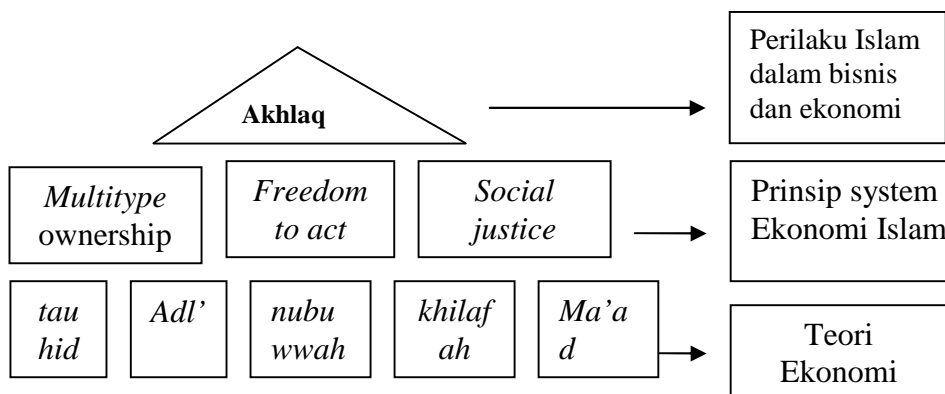 Akhlaq
Perilaku Islam
dalam bisnis
dan ekonomi
Multitype
ownership
Freedom
to act
Social
justice
Prinsip system
Ekonomi Islam
tau
hid
Adl’
nubu
wwah
khilaf
ah
Ma’a
d
Teori
Ekonomi